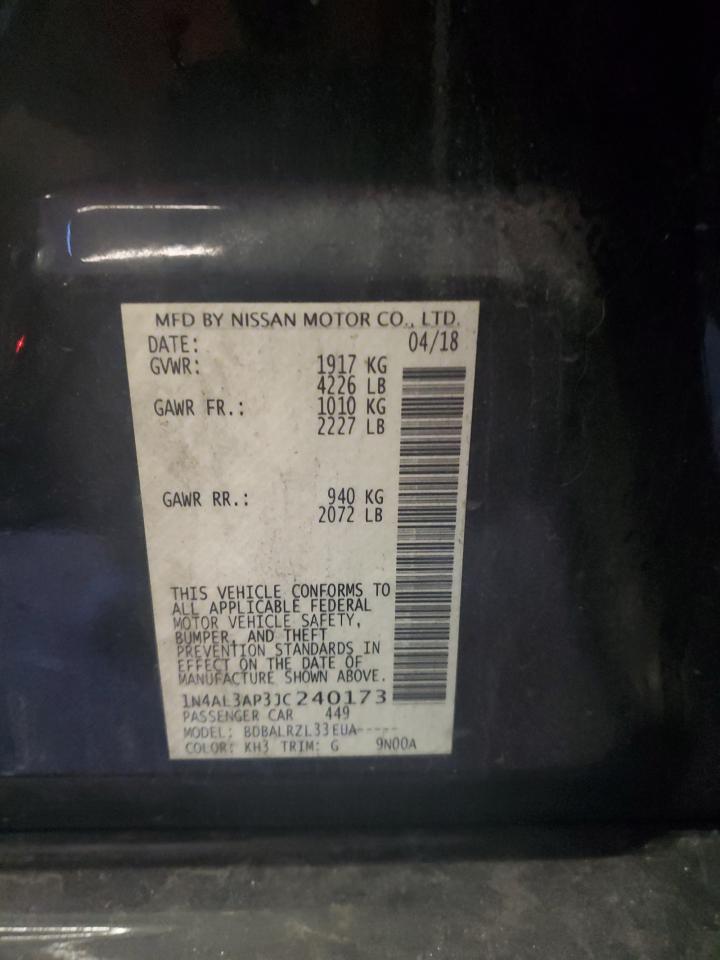 MFD BY NISSAN MOTOR CO., LTD.
DATE: 04/18
GVWR: 1917 KG
4226 LB
GAWR FR.: 1010 KG
2227 LB
GAWR RR.: 940 KG
2072 LB
THIS VEHICLE CONFORMS TO
ALL APPLICABLE FEDERAL
MOTOR VEHICLE SAFETY,
BUMPER, AND THEFT
PREVENTION STANDARDS IN
EFFECT ON THE DATE OF
MANUFACTURE SHOWN ABOVE.
1N4AL3AP3JC240173
PASSENGER CAR 449
MODEL: BDBALRZL33EUA-----
COLOR: KH3 TRIM: G 9N00A